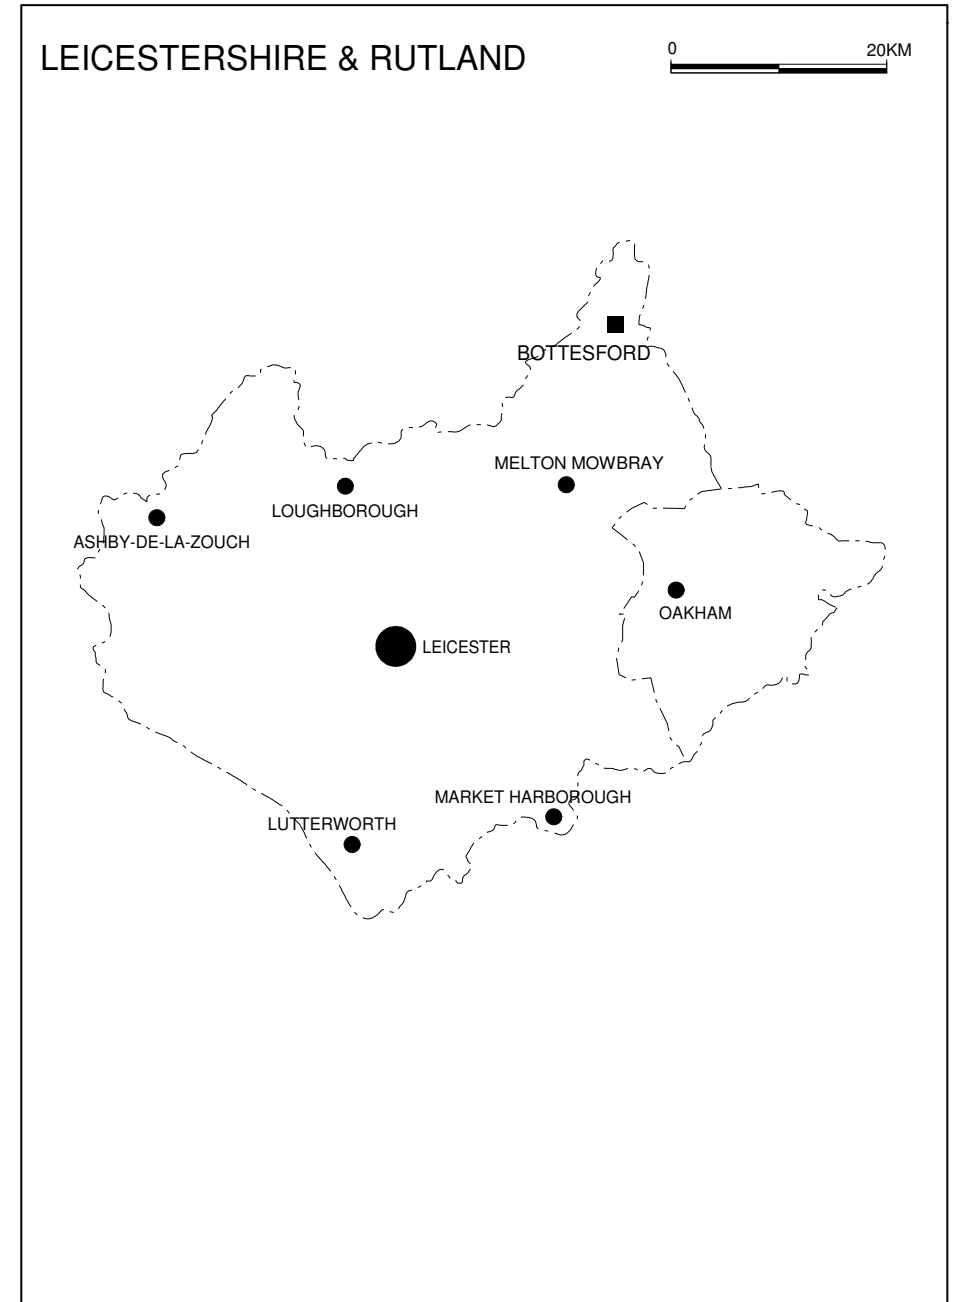 LEICESTERSHIRE & RUTLAND
0 20KM
BOTTESFORD
MELTON MOWBRAY
LOUGHBOROUGH
ASHBY-DE-LA-ZOUCH
OAKHAM
LEICESTER
MARKET HARBOROUGH
LUTTERWORTH